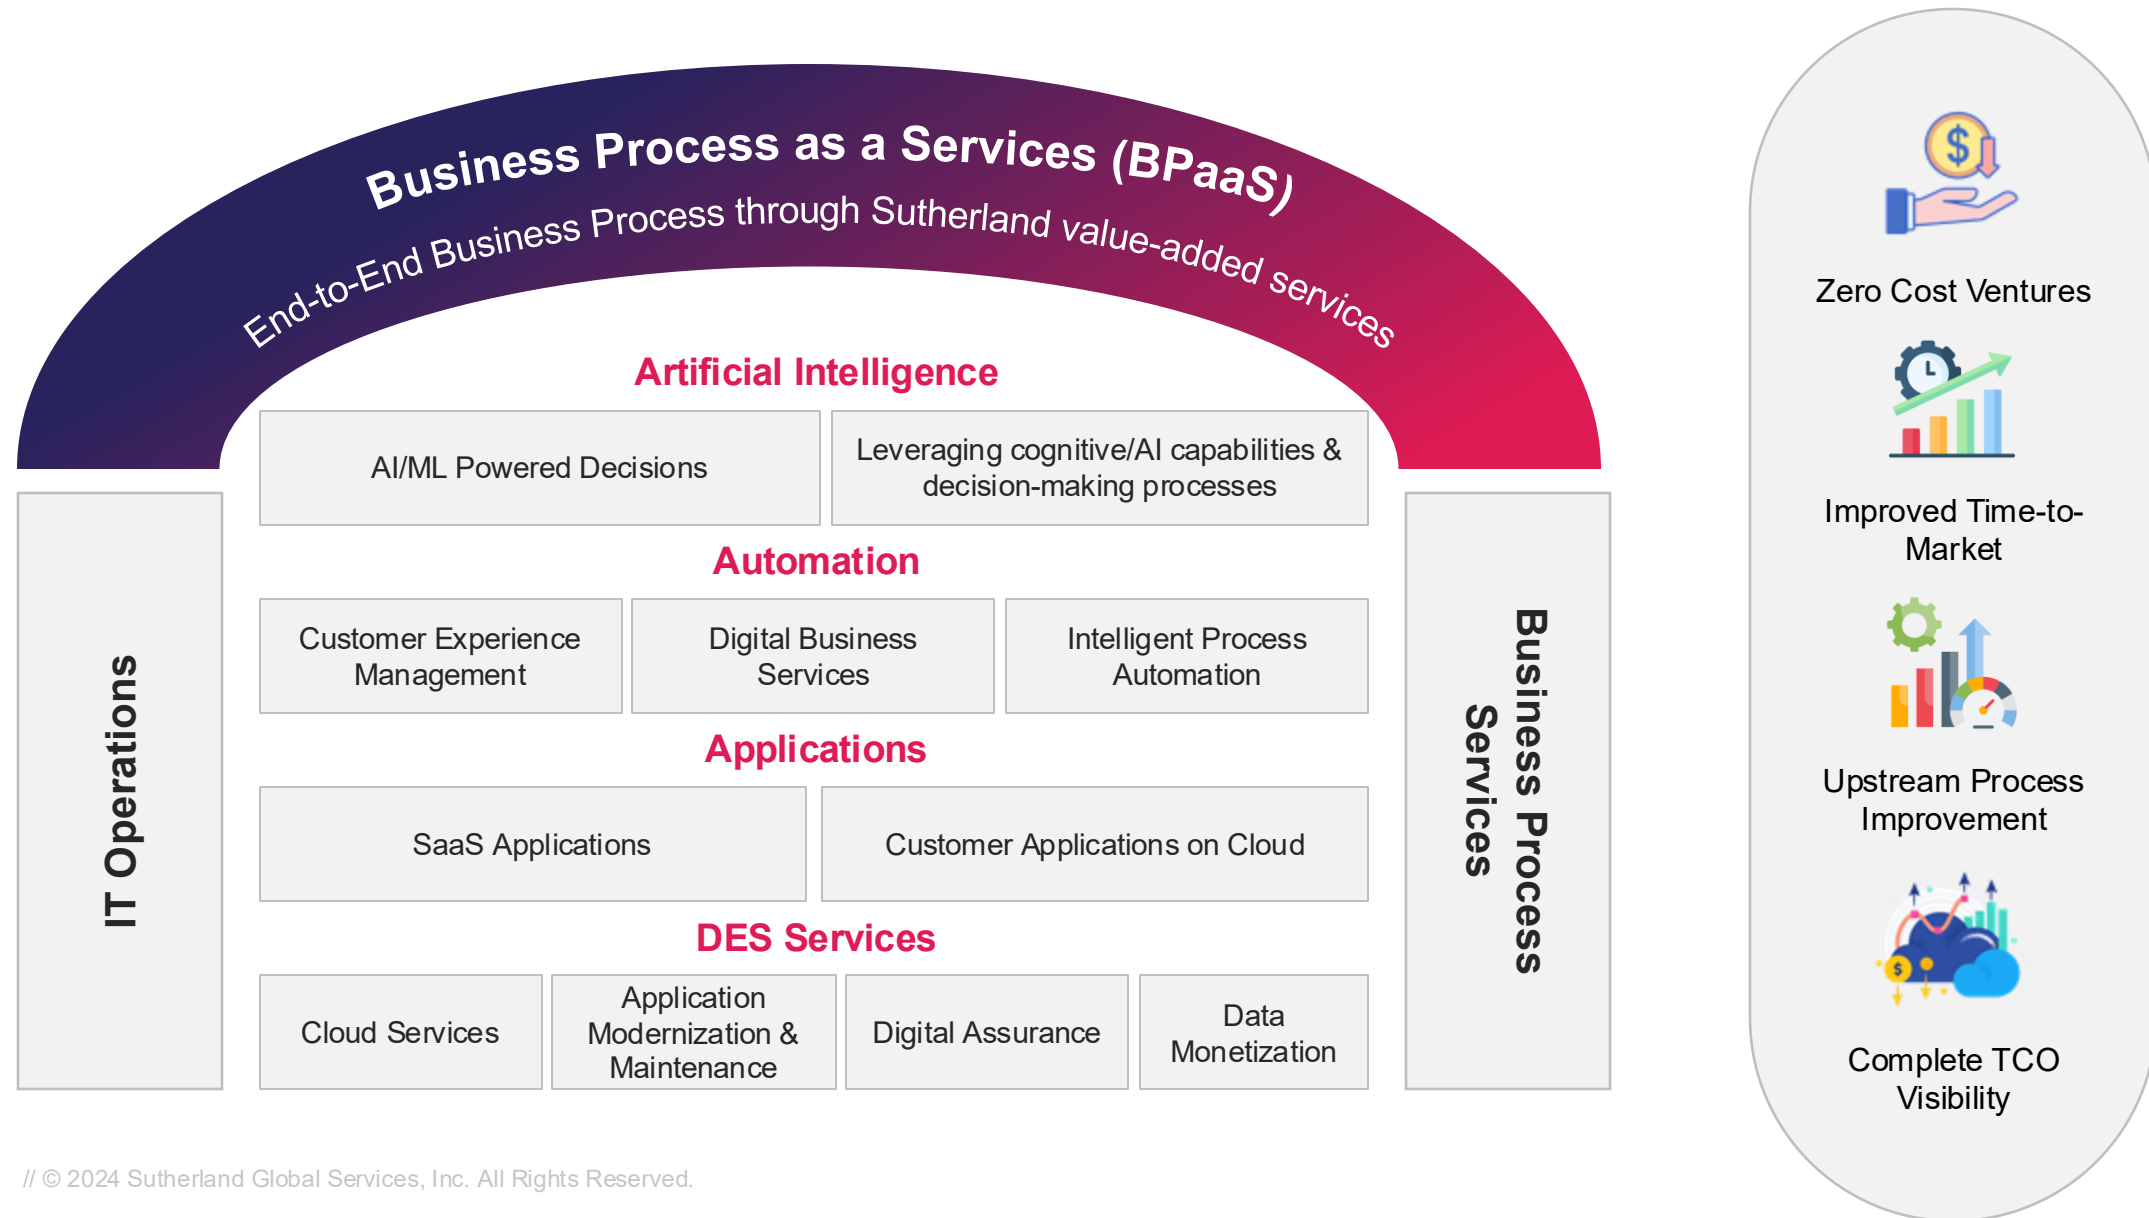 Business Process as a Services (BPaaS)
End-to-End Business Process through Sutherland value-added services
Artificial Intelligence
AI/ML Powered Decisions
Leveraging cognitive/AI capabilities &
decision-making processes
Automation
Customer Experience
Management
Digital Business
Services
Intelligent Process
Automation
Applications
SaaS Applications
Customer Applications on Cloud
DES Services
Cloud Services
Application
Modernization &
Maintenance
Digital Assurance
Data
Monetization
IT Operations
Business Process
Services
$
Zero Cost Ventures
Improved Time-to-
Market
Upstream Process
Improvement
$
Complete TCO
Visibility
// © 2024 Sutherland Global Services, Inc. All Rights Reserved.